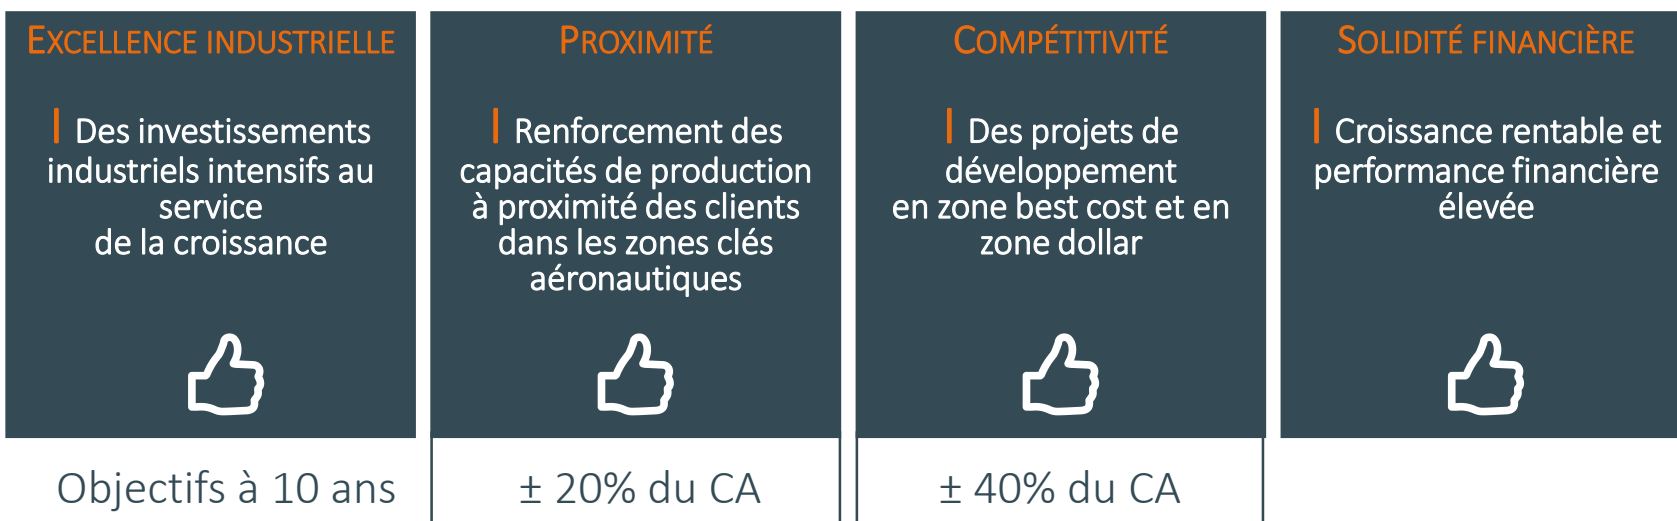 EXCELLENCE INDUSTRIELLE
Des investissements
industriels intensifs au
service
de la croissance
PROXIMITÉ
Renforcement des
capacités de production
à proximité des clients
dans les zones clés
aéronautiques
COMPÉTITIVITÉ
Des projets de
développement
en zone best cost et en
zone dollar
SOLIDITÉ FINANCIÈRE
Croissance rentable et
performance financière
élevée
Objectifs à 10 ans
± 20% du CA
± 40% du CA